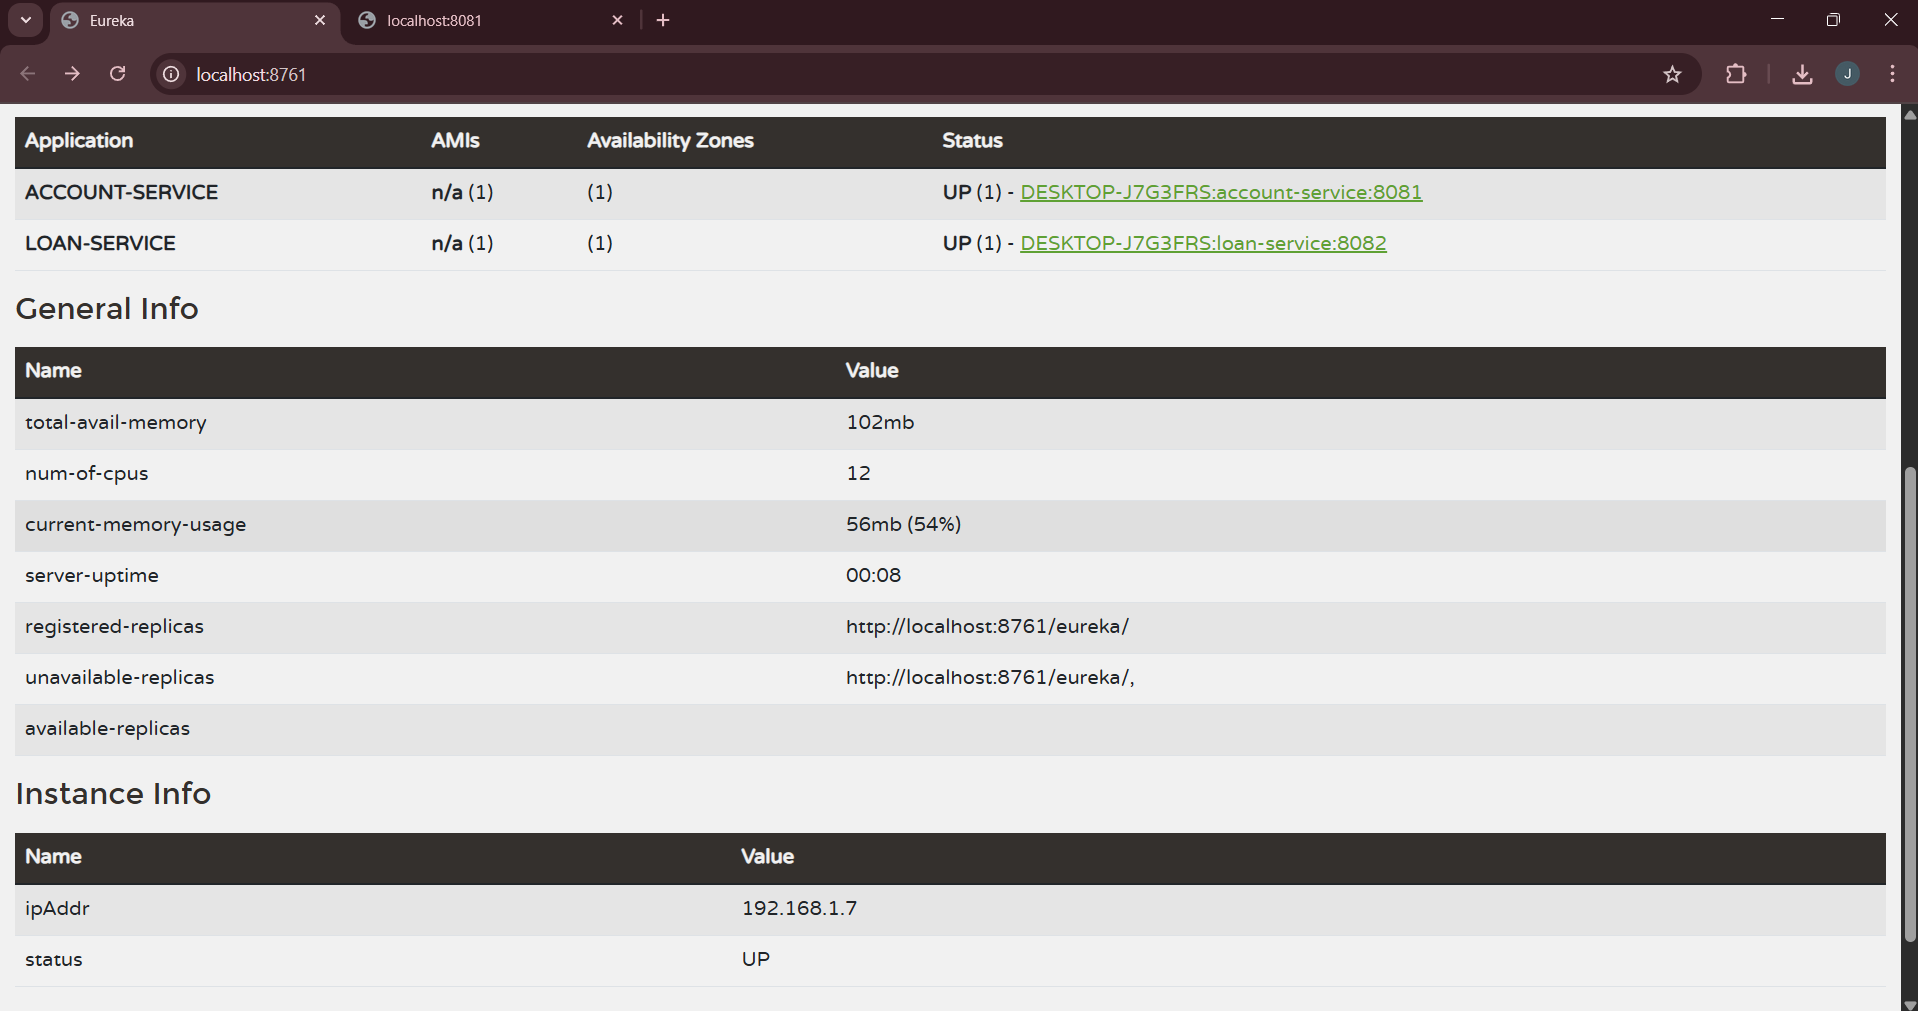 Eureka
localhost:8081
localhost:8761
J
Application AMIs Availability Zones Status
ACCOUNT-SERVICE n/a (1) (1) UP (1) - DESKTOP-J7G3FRS:account-service:8081
LOAN-SERVICE n/a (1) (1) UP (1) - DESKTOP-J7G3FRS:loan-service:8082
General Info
Name Value
total-avail-memory 102mb
num-of-cpus 12
current-memory-usage 56mb (54%)
server-uptime 00:08
registered-replicas http://localhost:8761/eureka/
unavailable-replicas http://localhost:8761/eureka/,
available-replicas
Instance Info
Name Value
ipAddr 192.168.1.7
status UP